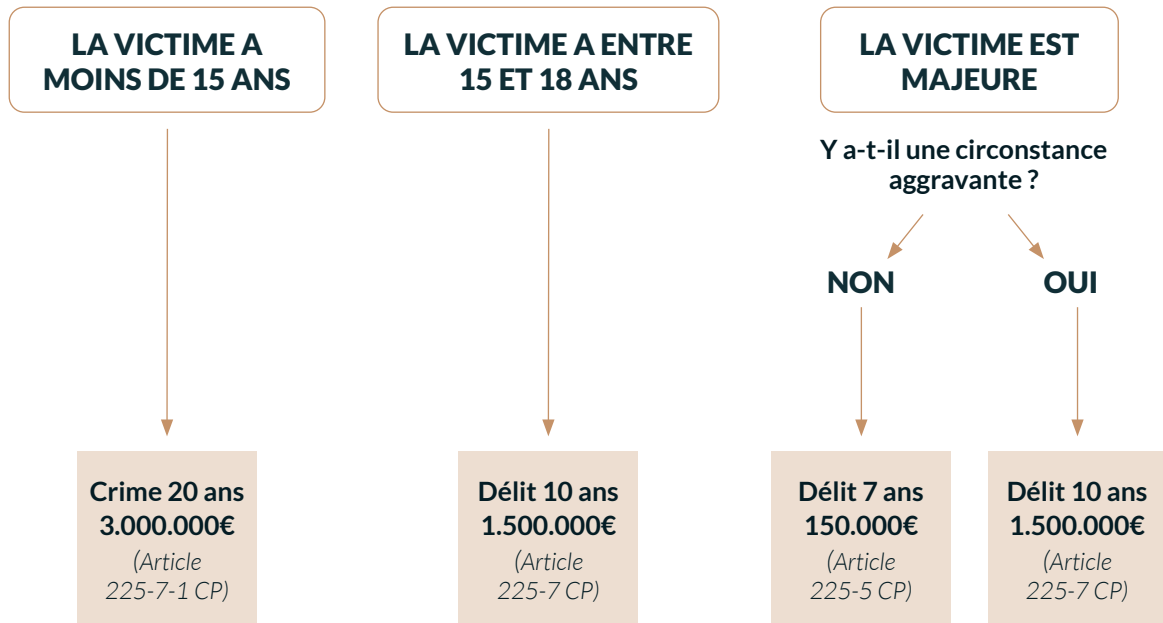 LA VICTIME A
MOINS DE 15 ANS
LA VICTIME A ENTRE
15 ET 18 ANS
LA VICTIME EST
MAJEURE
Y a-t-il une circonstance
aggravante ?
NON
OUI
Crime 20 ans
3.000.000€
(Article
225-7-1 CP)
Délit 10 ans
1.500.000€
(Article
225-7 CP)
Délit 7 ans
150.000€
(Article
225-5 CP)
Délit 10 ans
1.500.000€
(Article
225-7 CP)